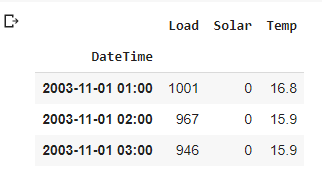 Load Solar Temp
DateTime
2003-11-01 01:00 1001 0 16.8
2003-11-01 02:00 967 0 15.9
2003-11-01 03:00 946 0 15.9